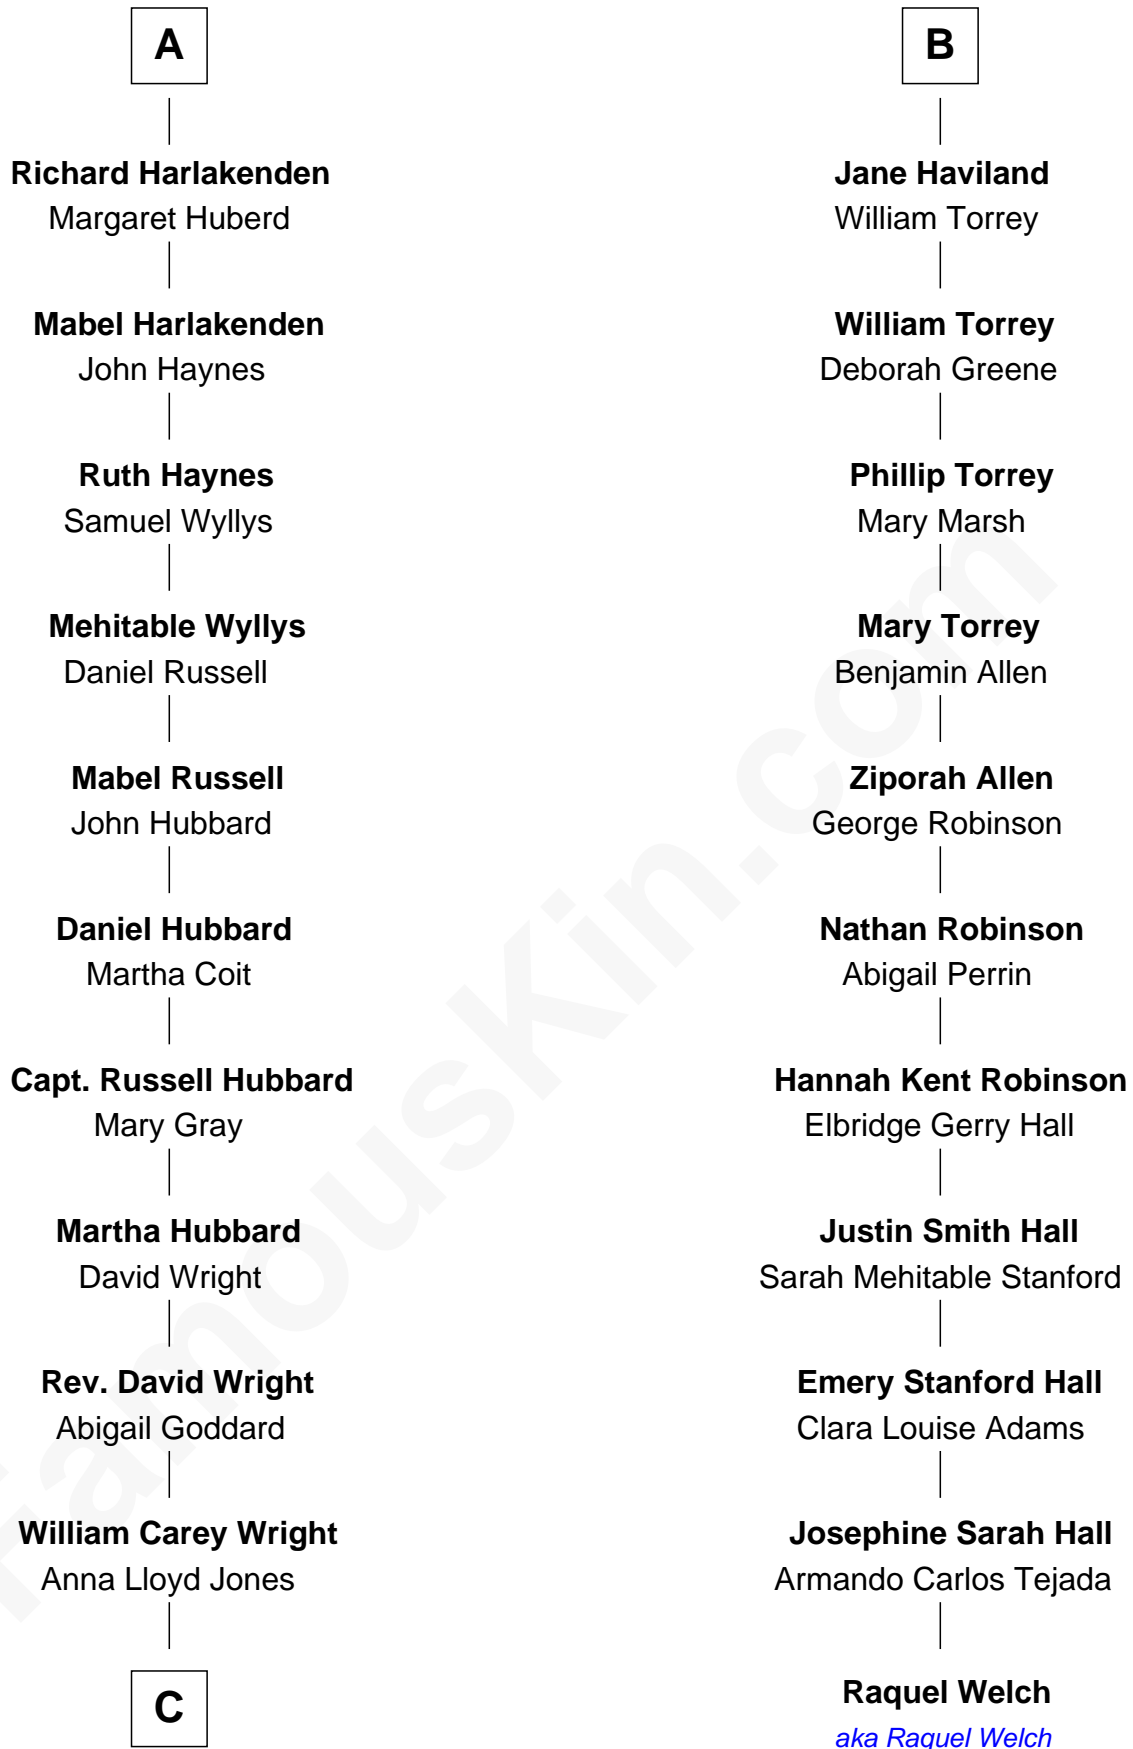 A
Richard Harlakenden
Margaret Huberd
Mabel Harlakenden
John Haynes
Ruth Haynes
Samuel Wyllys
Mehitable Wyllys
Daniel Russell
Mabel Russell
John Hubbard
Daniel Hubbard
Martha Coit
Capt. Russell Hubbard
Mary Gray
Martha Hubbard
David Wright
Rev. David Wright
Abigail Goddard
William Carey Wright
Anna Lloyd Jones
C
B
Jane Haviland
William Torrey
William Torrey
Deborah Greene
Phillip Torrey
Mary Marsh
Mary Torrey
Benjamin Allen
Ziporah Allen
George Robinson
Nathan Robinson
Abigail Perrin
Hannah Kent Robinson
Elbridge Gerry Hall
Justin Smith Hall
Sarah Mehitable Stanford
Emery Stanford Hall
Clara Louise Adams
Josephine Sarah Hall
Armando Carlos Tejada
Raquel Welch
aka Raquel Welch
FamousKin.com